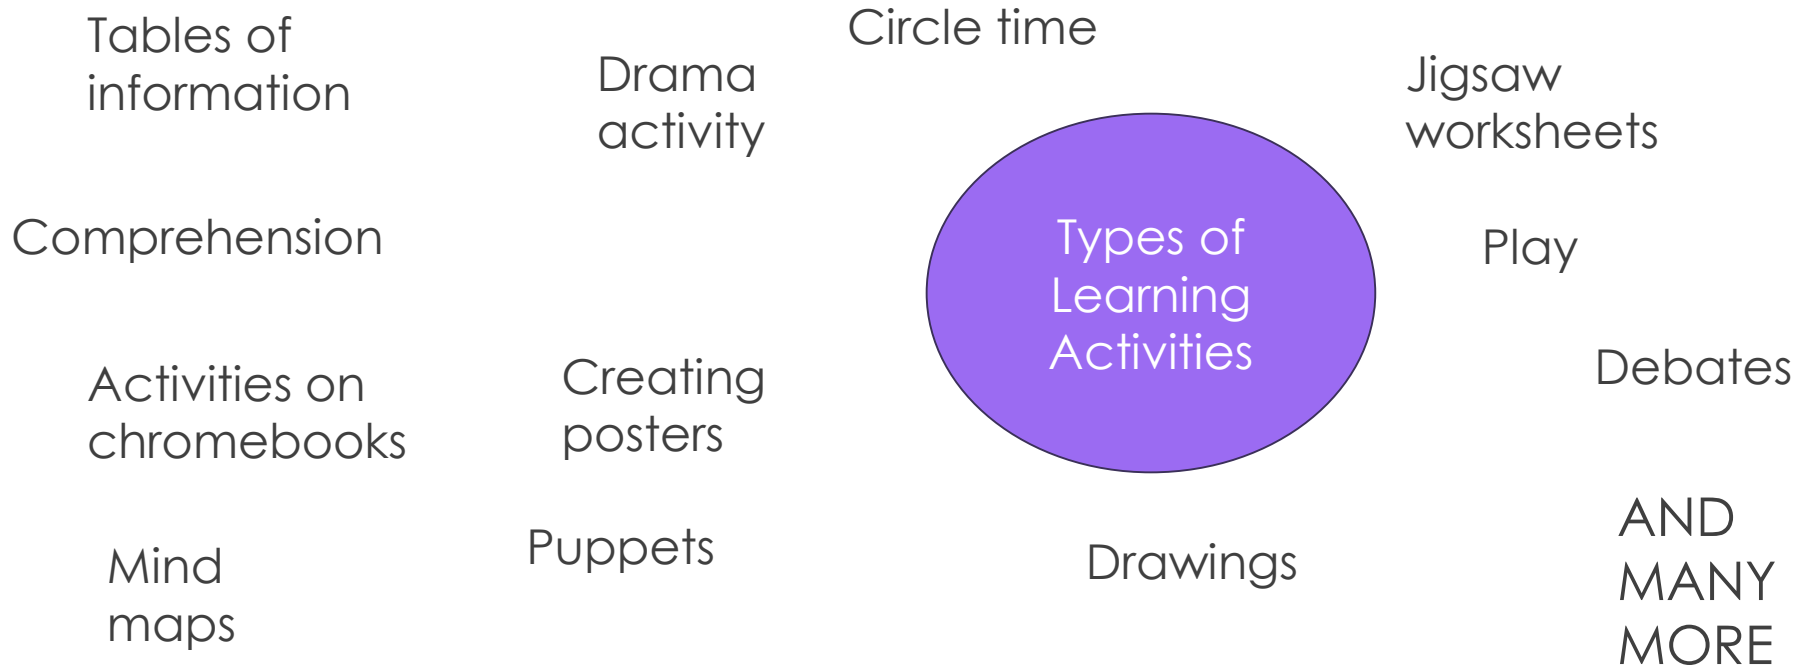 Tables of
information
Drama
activity
Circle time
Jigsaw
worksheets
Comprehension
Types of
Learning
Activities
Play
Activities on
chromebooks
Creating
posters
Debates
Mind
maps
Puppets
Drawings
AND
MANY
MORE